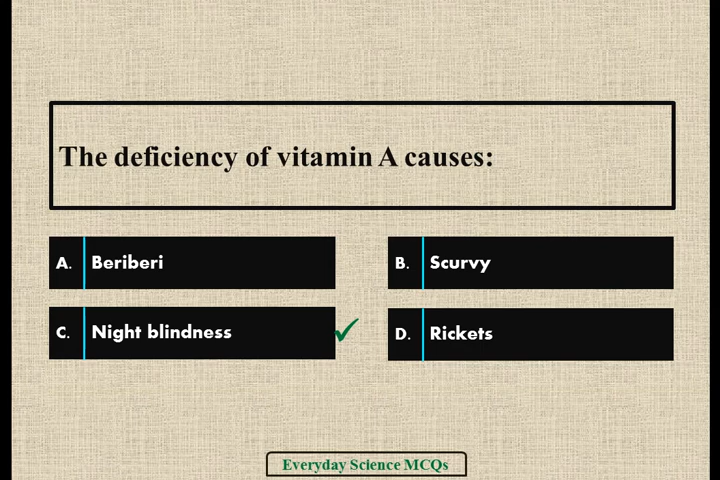 The deficiency of vitamin A causes:
A. Beriberi
B. Scurvy
C. Night blindness
D. Rickets
Everyday Science MCQs